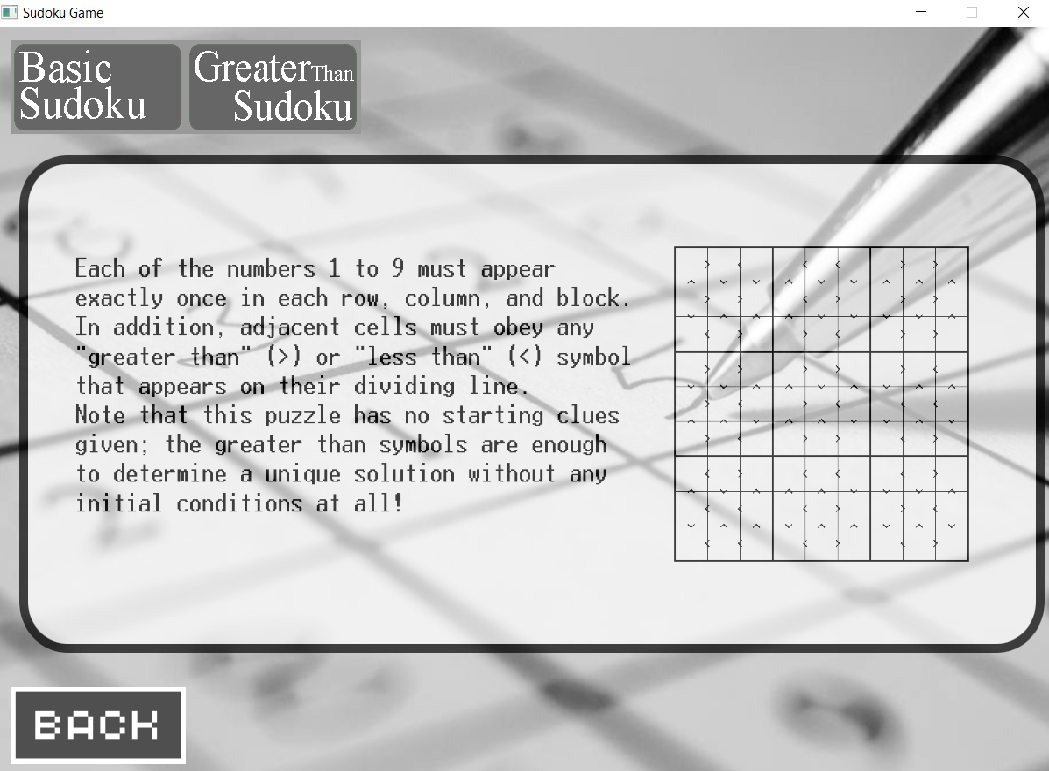 Sudoku Game
Basic
Sudoku
GreaterThan
Sudoku
Each of the numbers 1 to 9 must appear
exactly once in each row, column, and block.
In addition, adjacent cells must obey any
"greater than" (>) or "less than" (<) symbol
that appears on their dividing line.
Note that this puzzle has no starting clues
given; the greater than symbols are enough
to determine a unique solution without any
initial conditions at all!
BACK